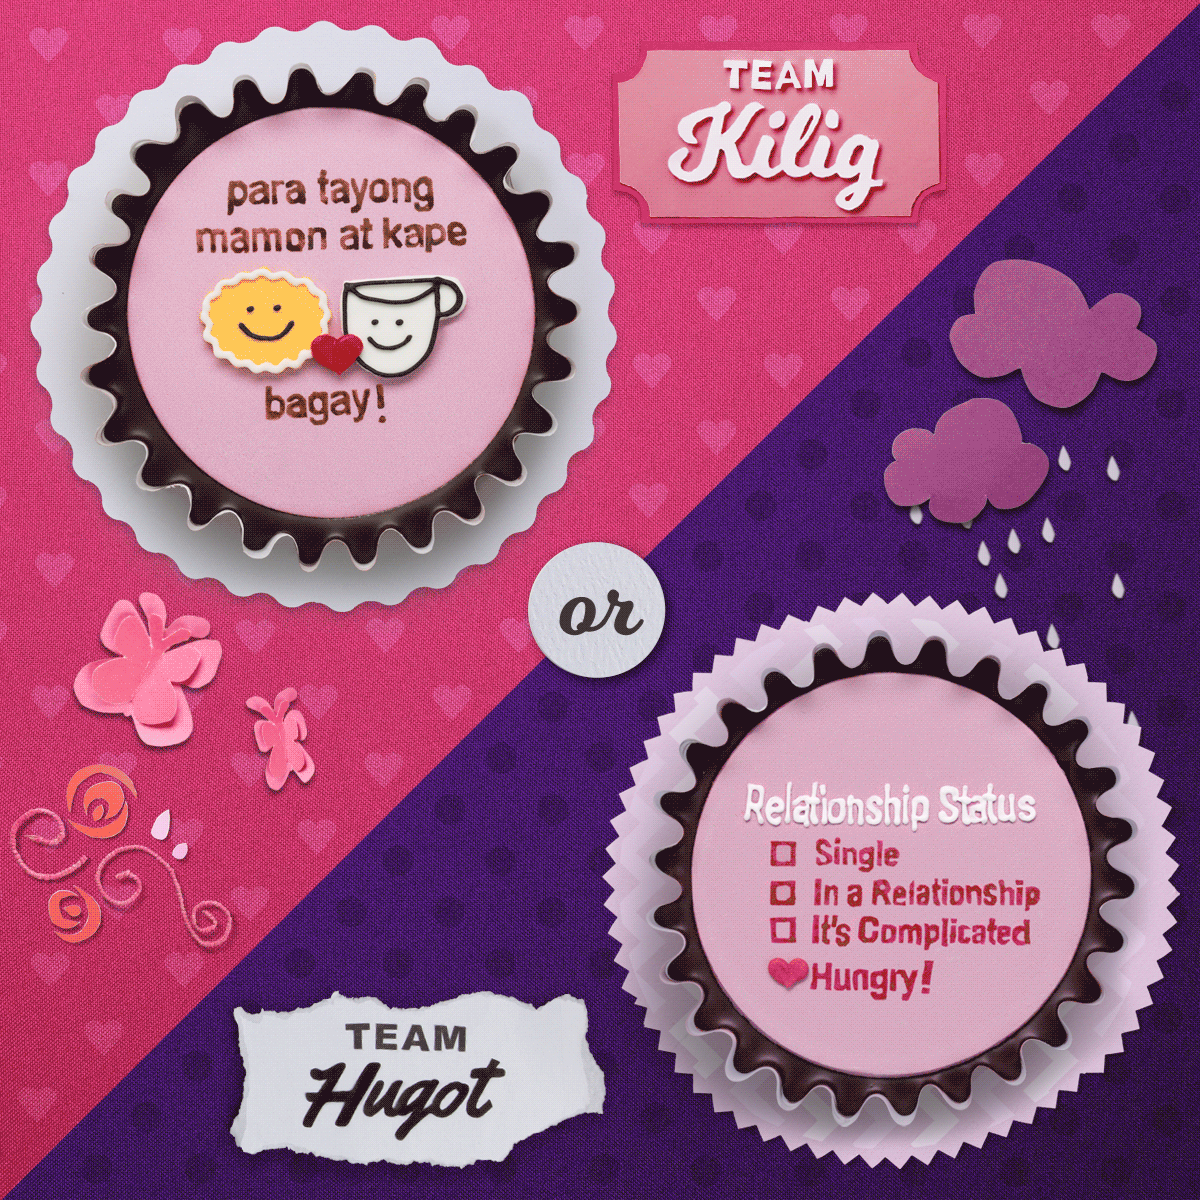 TEAM
Kilig
para tayong
mamon at kape
bagay!
or
Relationship Status
Single
In a Relationship
It's Complicated
Hungry!
TEAM
Hugot